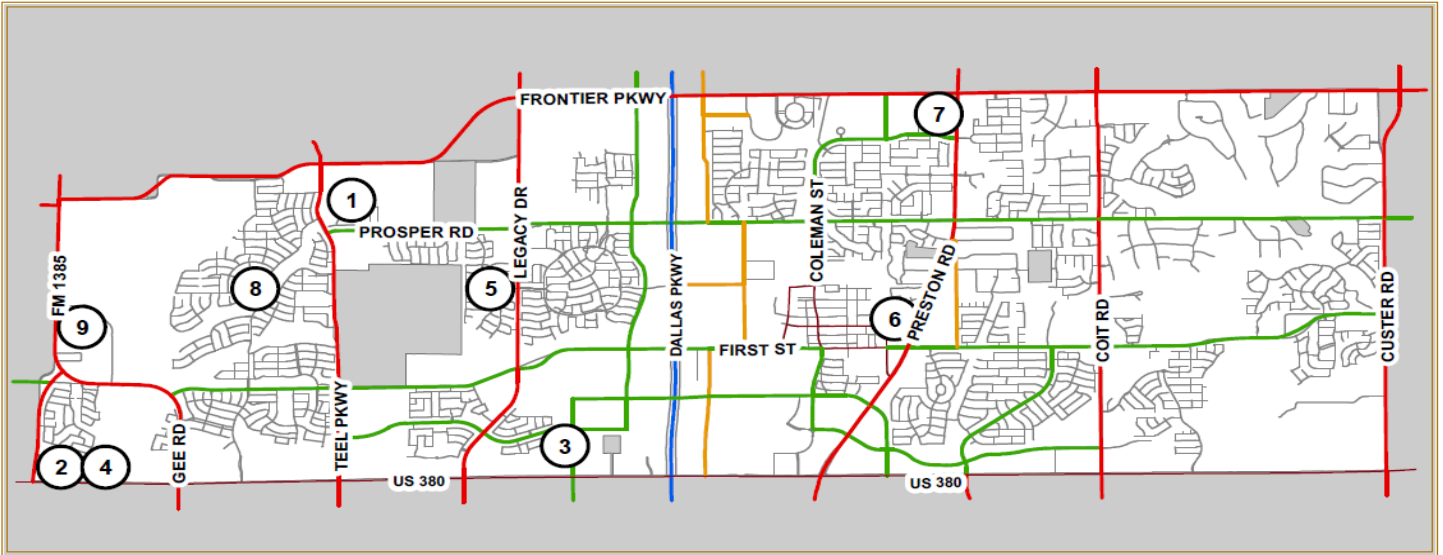 FRONTIER PKWY
7
1
PROSPER RD
LEGACY DR
COLEMAN ST
FM 1385
8
5
DALLAS PKWY
PRESTON RD
9
6
FIRST ST
COIT RD
CUSTER RD
TEEL PKWY
GEE RD
3
2
4
US 380
US 380